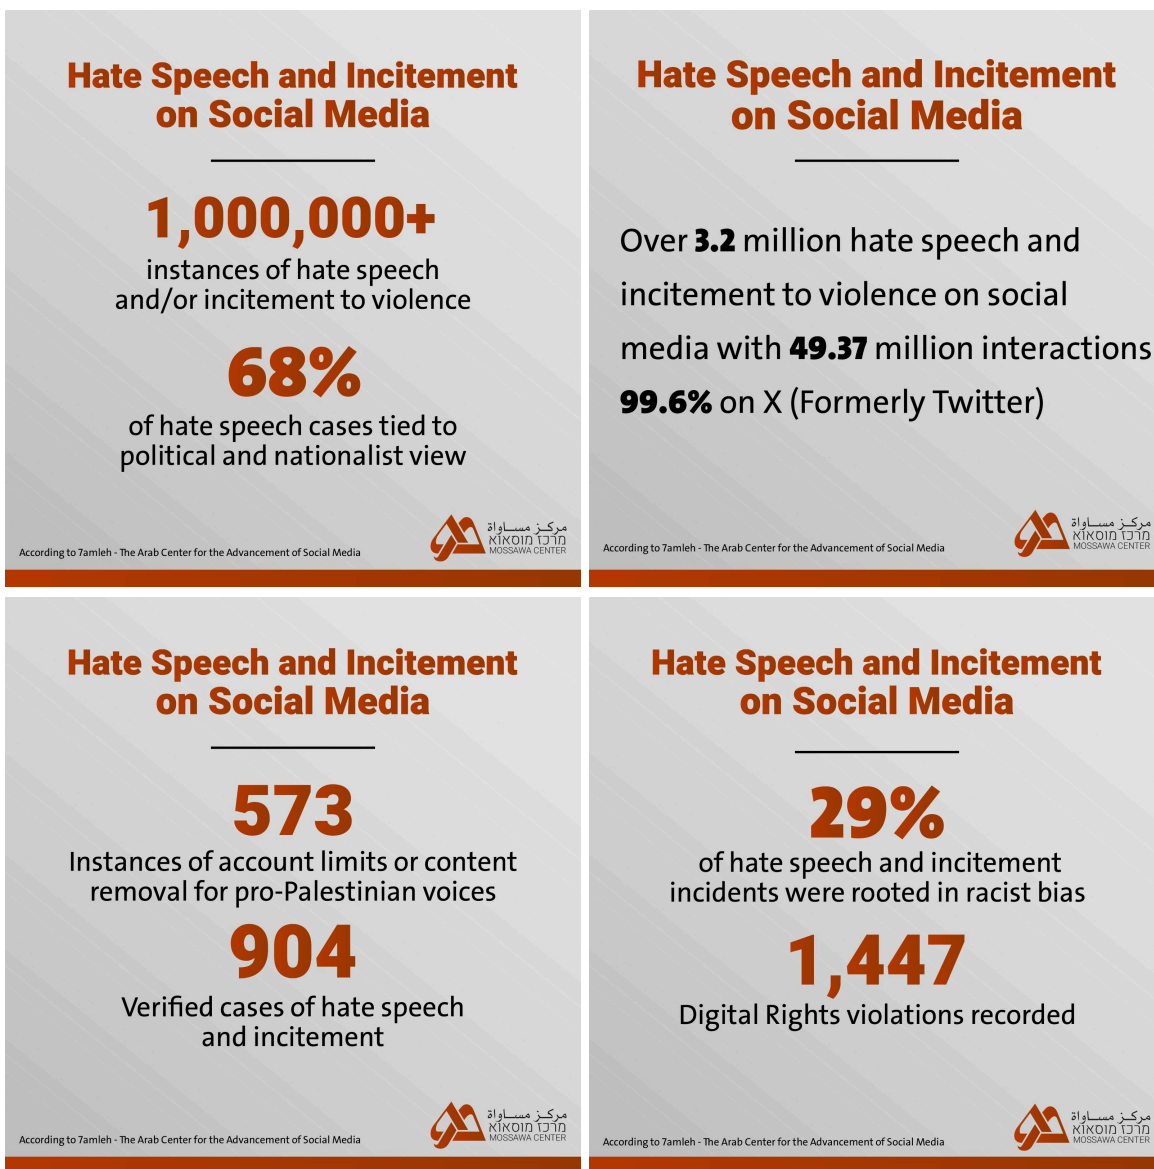 Hate Speech and Incitement
on Social Media
1,000,000+
instances of hate speech
and/or incitement to violence
68%
of hate speech cases tied to
political and nationalist view
According to 7amleh - The Arab Center for the Advancement of Social Media
مركز مساواة
מרכז מוסאוא
MOSSAWA CENTER
Hate Speech and Incitement
on Social Media
Over 3.2 million hate speech and
incitement to violence on social
media with 49.37 million interactions
99.6% on X (Formerly Twitter)
According to 7amleh - The Arab Center for the Advancement of Social Media
مركز مساواة
מרכז מוסאוא
MOSSAWA CENTER
Hate Speech and Incitement
on Social Media
573
Instances of account limits or content
removal for pro-Palestinian voices
904
Verified cases of hate speech
and incitement
According to 7amleh - The Arab Center for the Advancement of Social Media
مركز مساواة
מרכז מוסאוא
MOSSAWA CENTER
Hate Speech and Incitement
on Social Media
29%
of hate speech and incitement
incidents were rooted in racist bias
1,447
Digital Rights violations recorded
According to 7amleh - The Arab Center for the Advancement of Social Media
مركز مساواة
מרכז מוסאוא
MOSSAWA CENTER